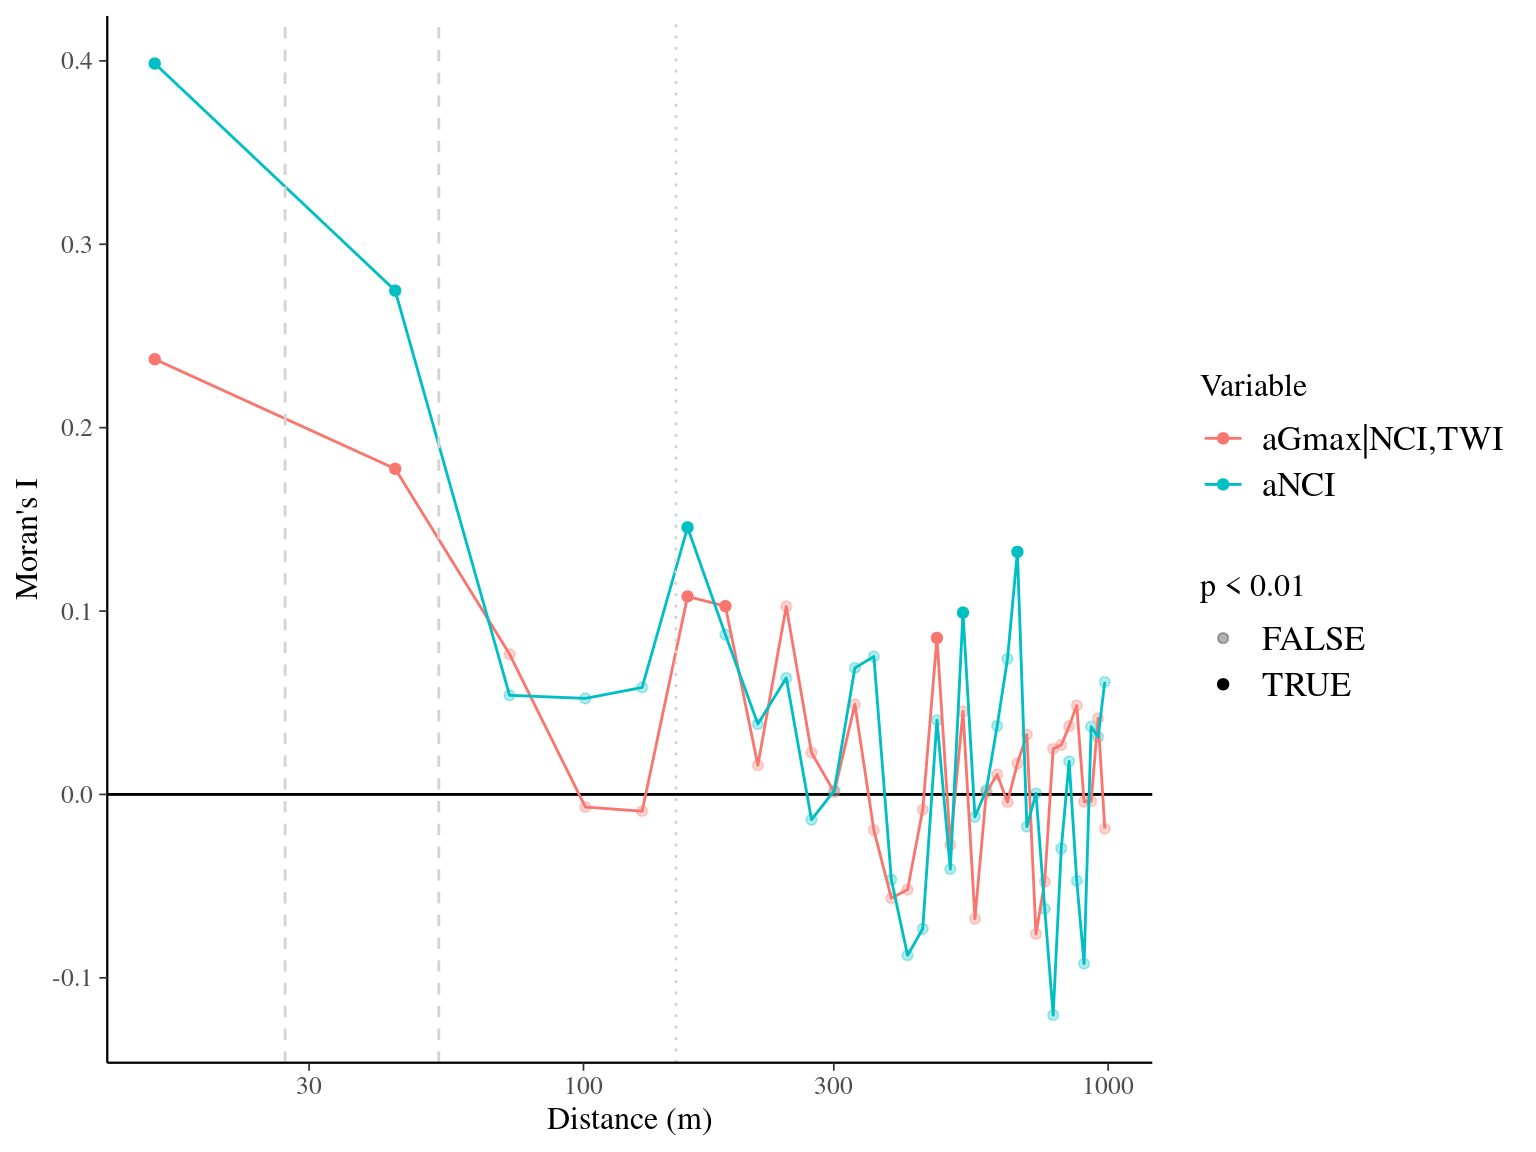 0.4
0.3
0.2
0.1
0.0
-0.1
Moran's I
30
100
300
1000
Distance (m)
Variable
aGmax|NCI,TWI
aNCI
p < 0.01
FALSE
TRUE